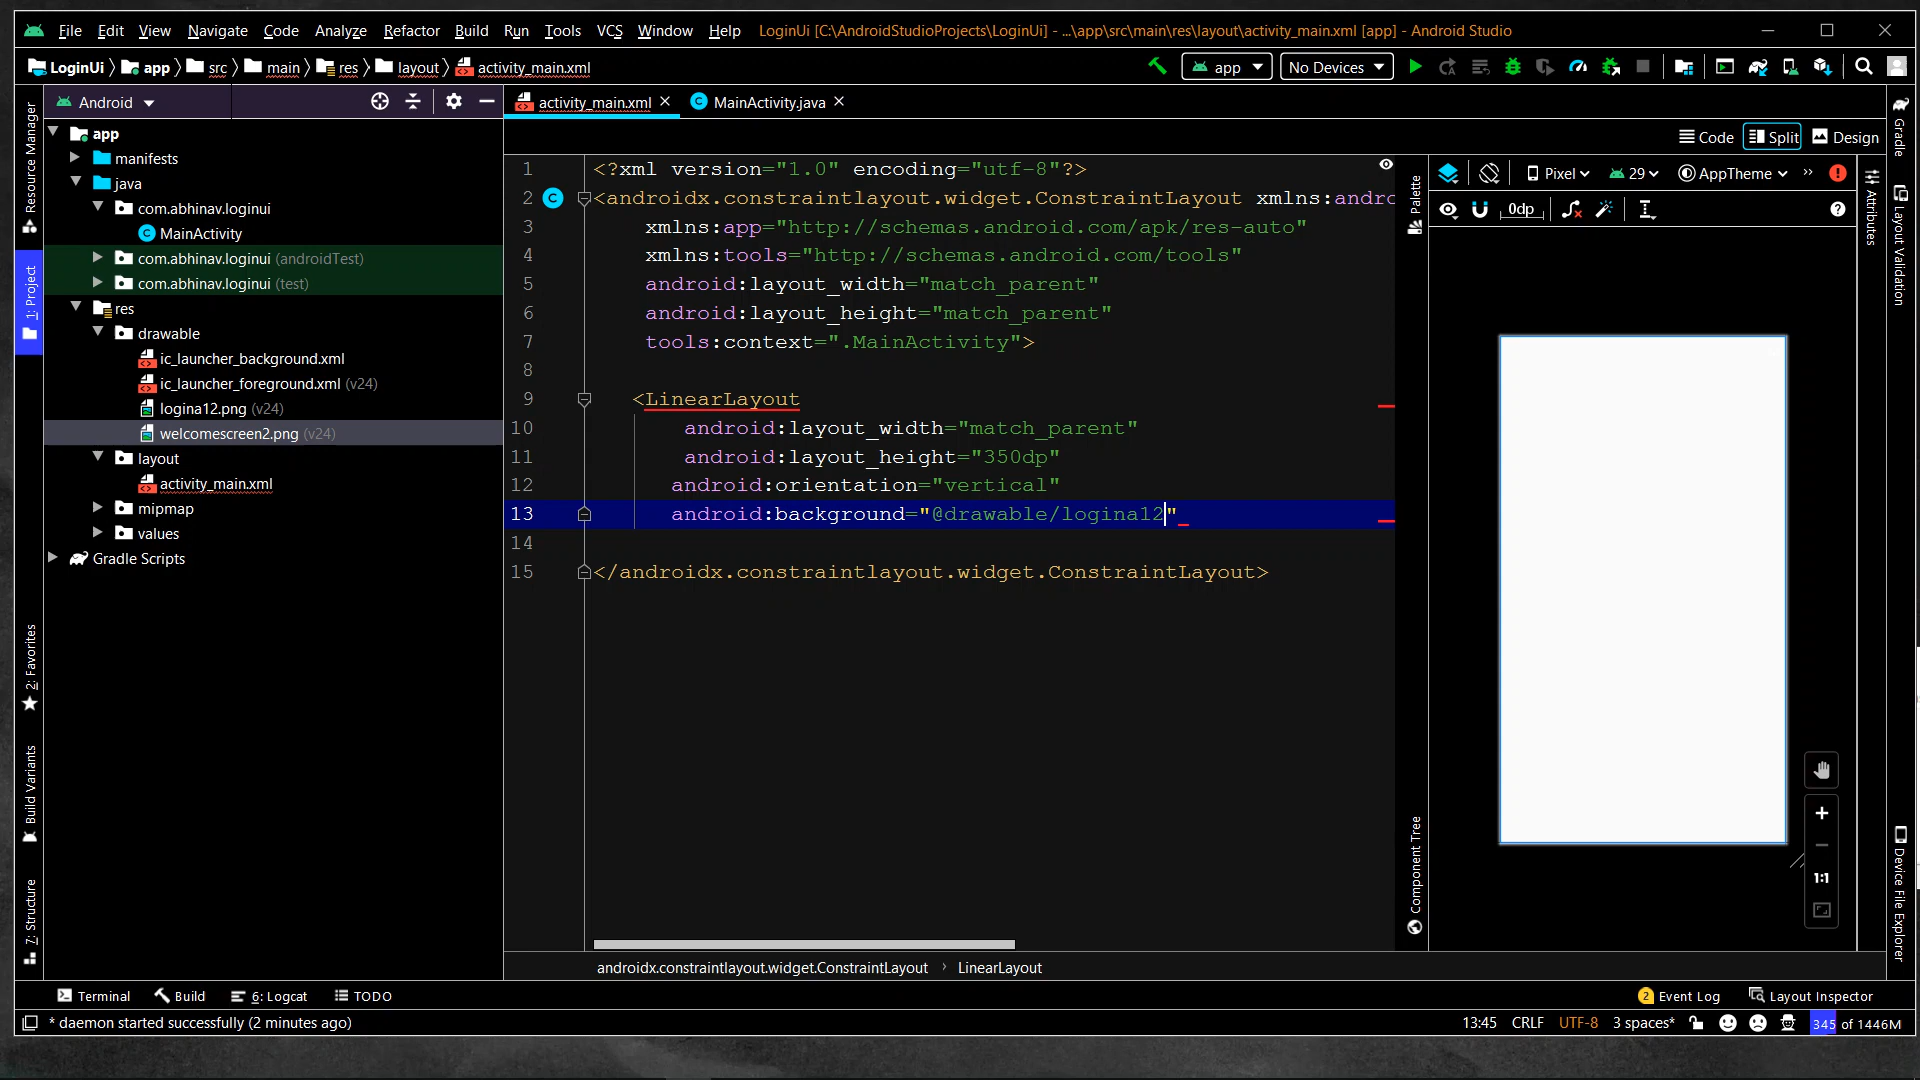 File Edit View Navigate Code Analyze Refactor Build Run Tools VCS Window Help LoginUi [C:\AndroidStudioProjects\LoginUi] - ...\app\src\main\res\layout\activity_main.xml [app] - Android Studio
LoginUi app src main res layout activity_main.xml app No Devices
Android
activity_main.xml MainActivity.java
Code Split Design
Resource Manager
1: Project
2: Favorites
Build Variants
7: Structure
app
manifests
java
com.abhinav.loginui
MainActivity
com.abhinav.loginui (androidTest)
com.abhinav.loginui (test)
res
drawable
ic_launcher_background.xml
ic_launcher_foreground.xml (v24)
logina12.png (v24)
welcomescreen2.png (v24)
layout
activity_main.xml
mipmap
values
Gradle Scripts
1 <?xml version="1.0" encoding="utf-8"?>
2 <androidx.constraintlayout.widget.ConstraintLayout xmlns:andro
3 xmlns:app="http://schemas.android.com/apk/res-auto"
4 xmlns:tools="http://schemas.android.com/tools"
5 android:layout_width="match_parent"
6 android:layout_height="match_parent"
7 tools:context=".MainActivity">
8
9 <LinearLayout
10 android:layout_width="match_parent"
11 android:layout_height="350dp"
12 android:orientation="vertical"
13 android:background="@drawable/logina12"
14
15 </androidx.constraintlayout.widget.ConstraintLayout>
androidx.constraintlayout.widget.ConstraintLayout › LinearLayout
Palette
Component Tree
Pixel 29 AppTheme »
0dp
1:1
Attributes
Gradle
Layout Validation
Device File Explorer
Terminal Build 6: Logcat TODO 2 Event Log Layout Inspector
* daemon started successfully (2 minutes ago) 13:45 CRLF UTF-8 3 spaces* 345 of 1446M